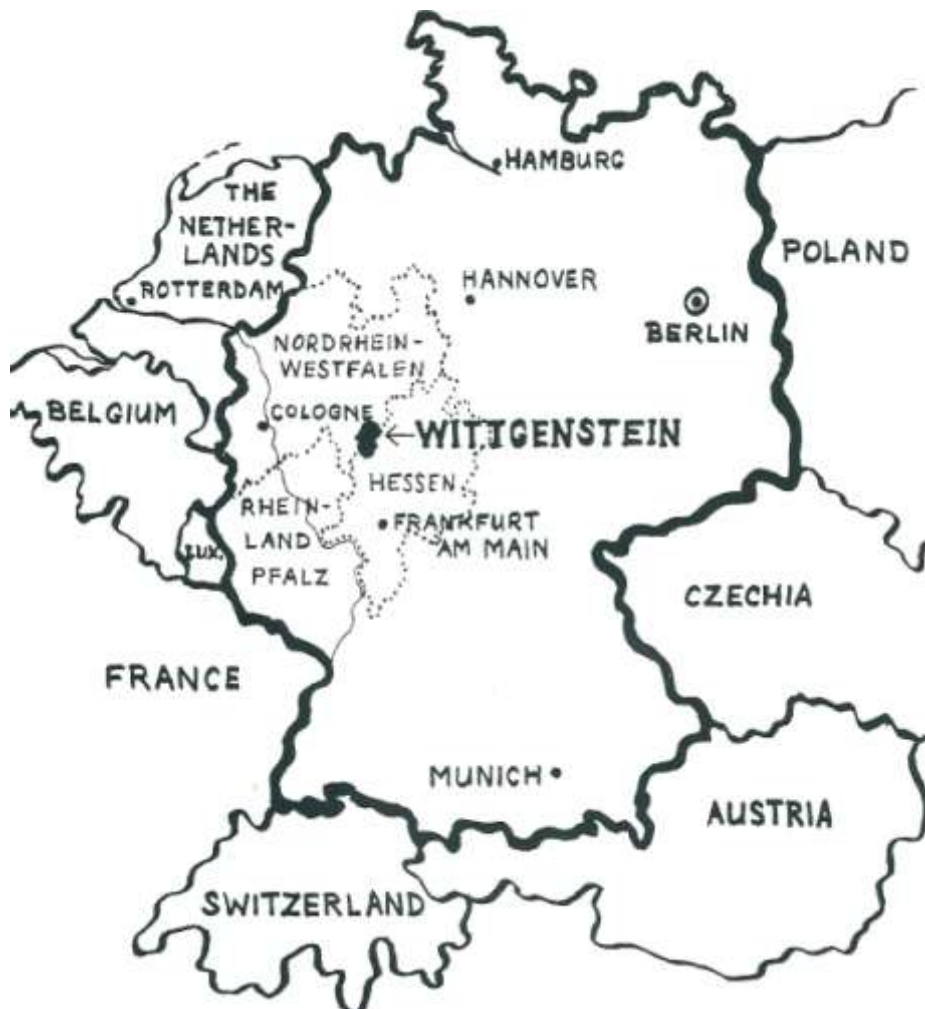 HAMBURG
THE
NETHER-
LANDS
ROTTERDAM
POLAND
HANNOVER
BERLIN
NORDRHEIN-
WESTFALEN
BELGIUM
COLOGNE
WITTGENSTEIN
HESSEN
RHEIN-
LAND
PFALZ
FRANKFURT
AM MAIN
LUX.
CZECHIA
FRANCE
MUNICH
AUSTRIA
SWITZERLAND